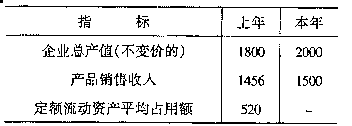 指 标 上年 本年
企业总产值(不变价的) 1800 2000
产品销售收入 1456 1500
定额流动资产平均占用额 520 -